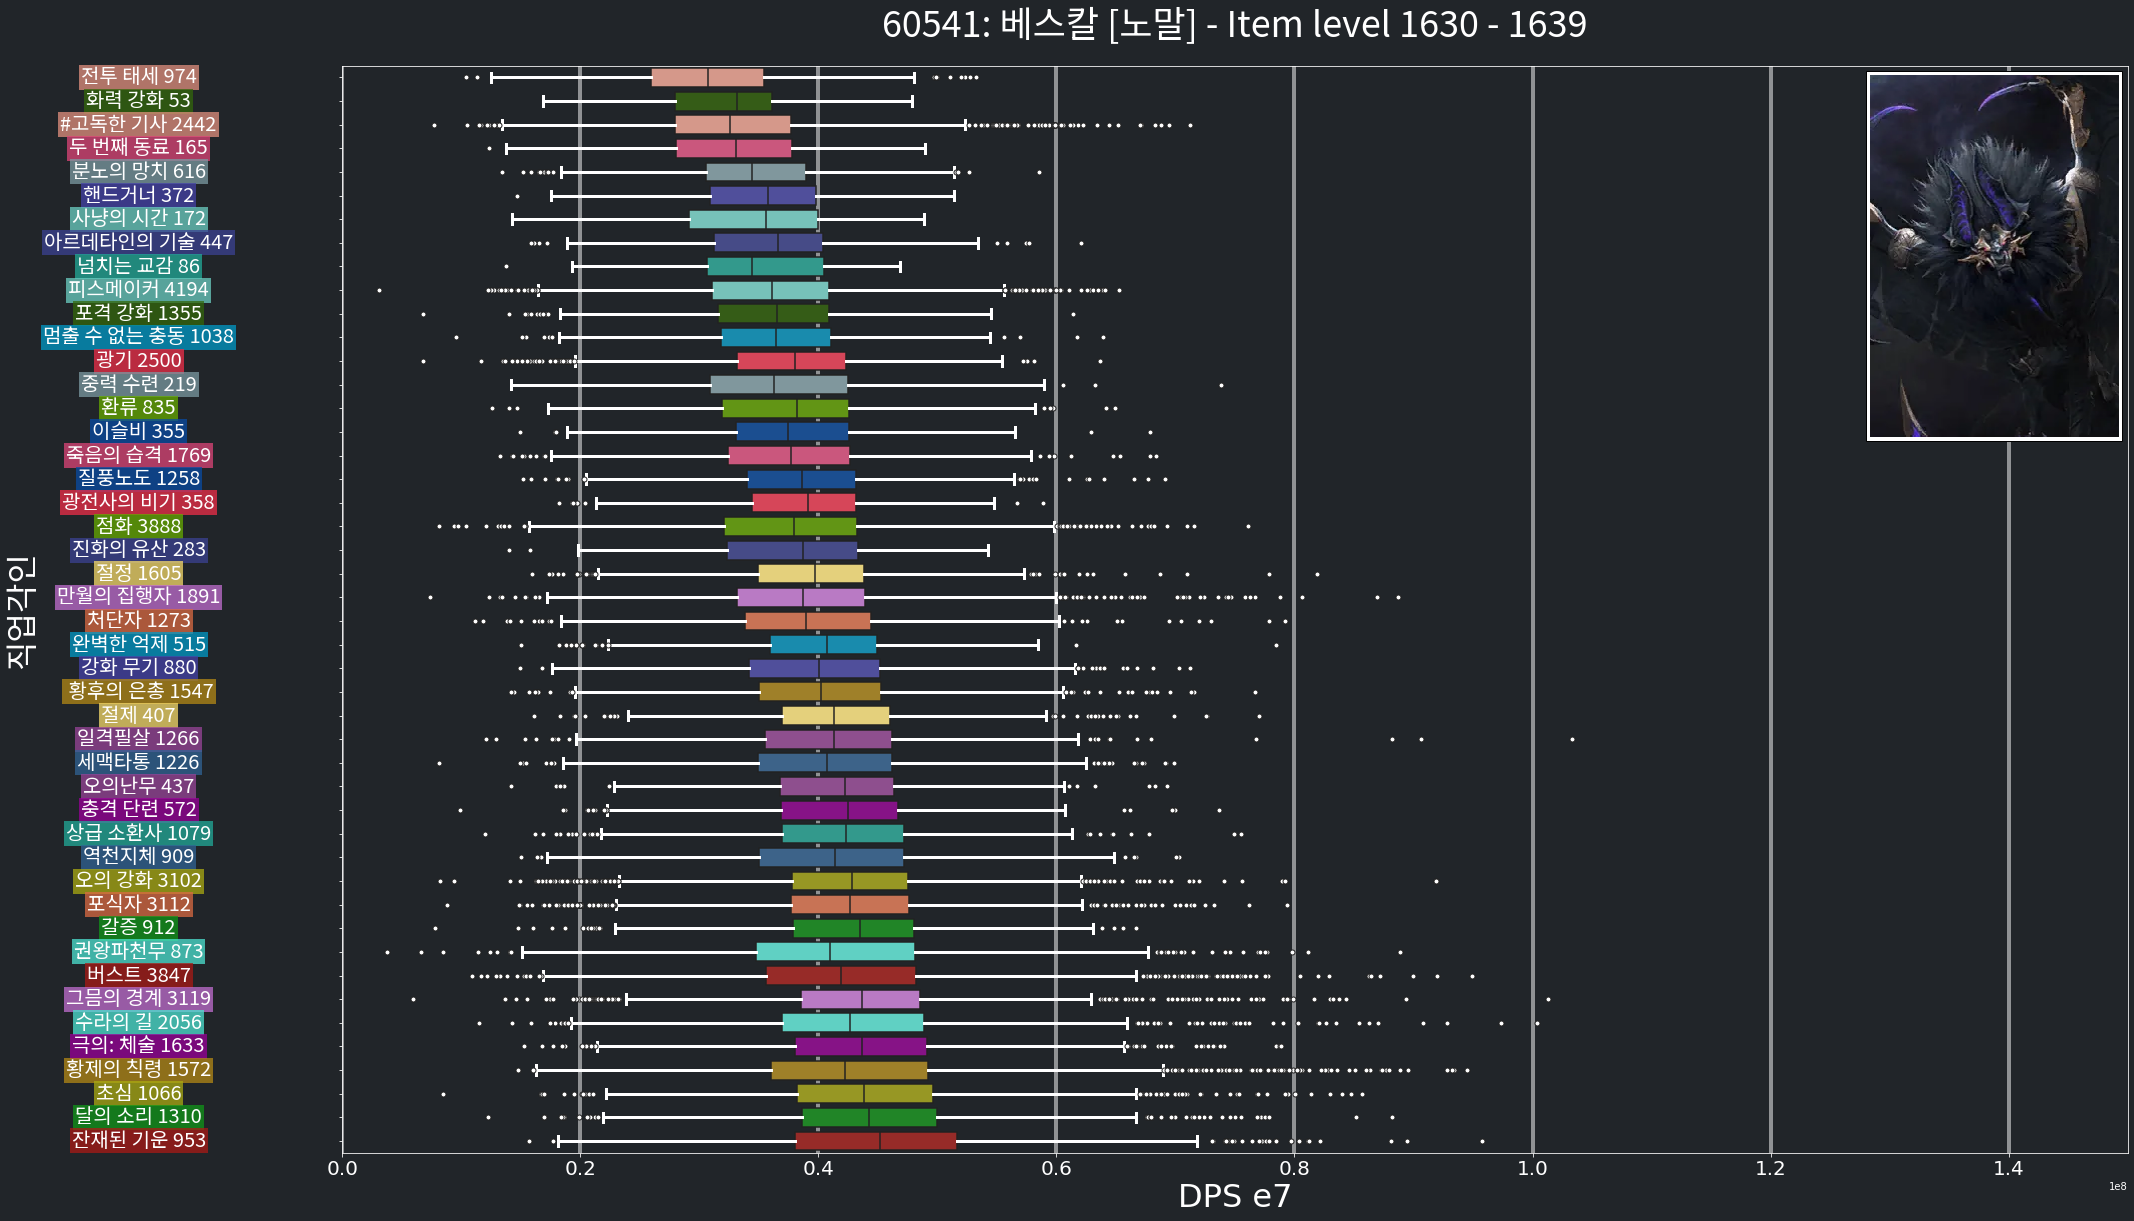 60541: 베스칼 [노말] - Item level 1630 - 1639
직업각인
전투 태세 974
화력 강화 53
#고독한 기사 2442
두 번째 동료 165
분노의 망치 616
핸드거너 372
사냥의 시간 172
아르데타인의 기술 447
넘치는 교감 86
피스메이커 4194
포격 강화 1355
멈출 수 없는 충동 1038
광기 2500
중력 수련 219
환류 835
이슬비 355
죽음의 습격 1769
질풍노도 1258
광전사의 비기 358
점화 3888
진화의 유산 283
절정 1605
만월의 집행자 1891
처단자 1273
완벽한 억제 515
강화 무기 880
황후의 은총 1547
절제 407
일격필살 1266
세맥타통 1226
오의난무 437
충격 단련 572
상급 소환사 1079
역천지체 909
오의 강화 3102
포식자 3112
갈증 912
권왕파천무 873
버스트 3847
그믐의 경계 3119
수라의 길 2056
극의: 체술 1633
황제의 칙령 1572
초심 1066
달의 소리 1310
잔재된 기운 953
0.0 0.2 0.4 0.6 0.8 1.0 1.2 1.4
1e8
DPS e7